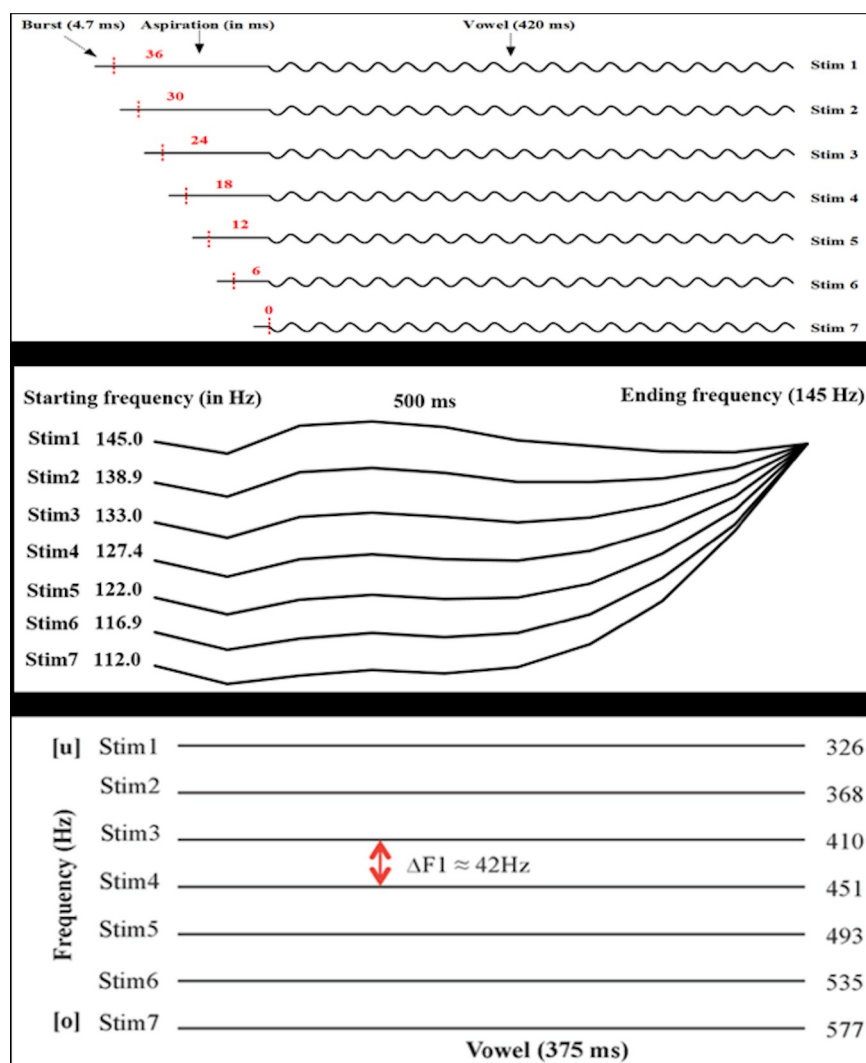 Burst (4.7 ms) Aspiration (in ms) Vowel (420 ms)
36 Stim 1
30 Stim 2
24 Stim 3
18 Stim 4
12 Stim 5
6 Stim 6
0 Stim 7
Starting frequency (in Hz) 500 ms Ending frequency (145 Hz)
Stim1 145.0
Stim2 138.9
Stim3 133.0
Stim4 127.4
Stim5 122.0
Stim6 116.9
Stim7 112.0
Frequency (Hz)
[u] Stim1 326
Stim2 368
Stim3 410
ΔF1 ≈ 42Hz
Stim4 451
Stim5 493
Stim6 535
[o] Stim7 577
Vowel (375 ms)